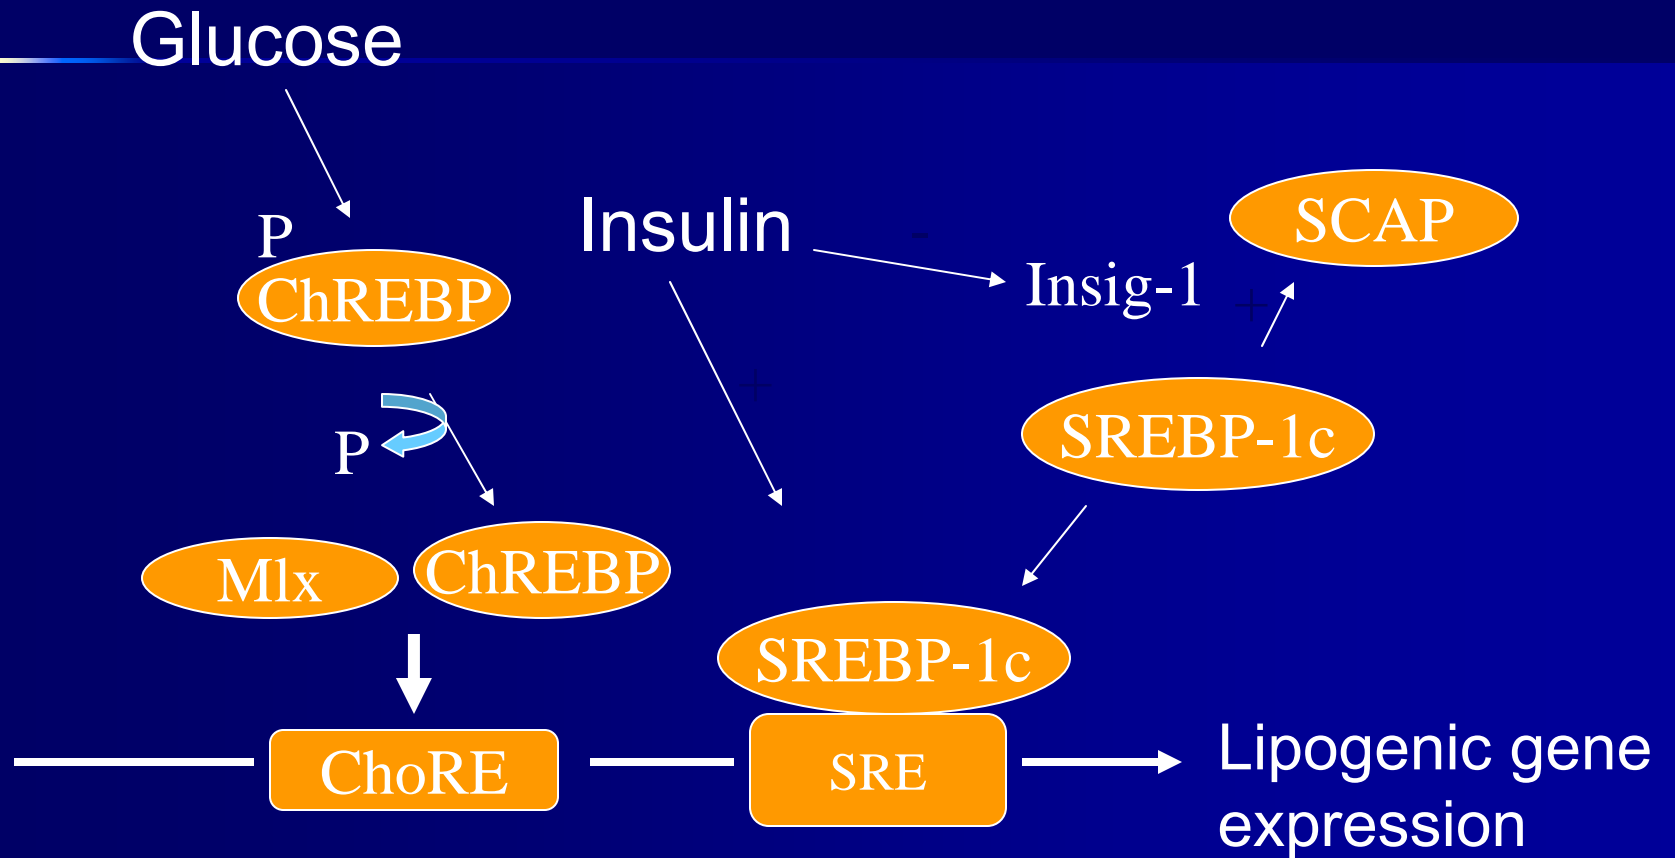 Glucose
P
ChREBP
Insulin
-
Insig-1
SCAP
+
+
SREBP-1c
P
Mlx
ChREBP
SREBP-1c
ChoRE
SRE
Lipogenic gene
expression